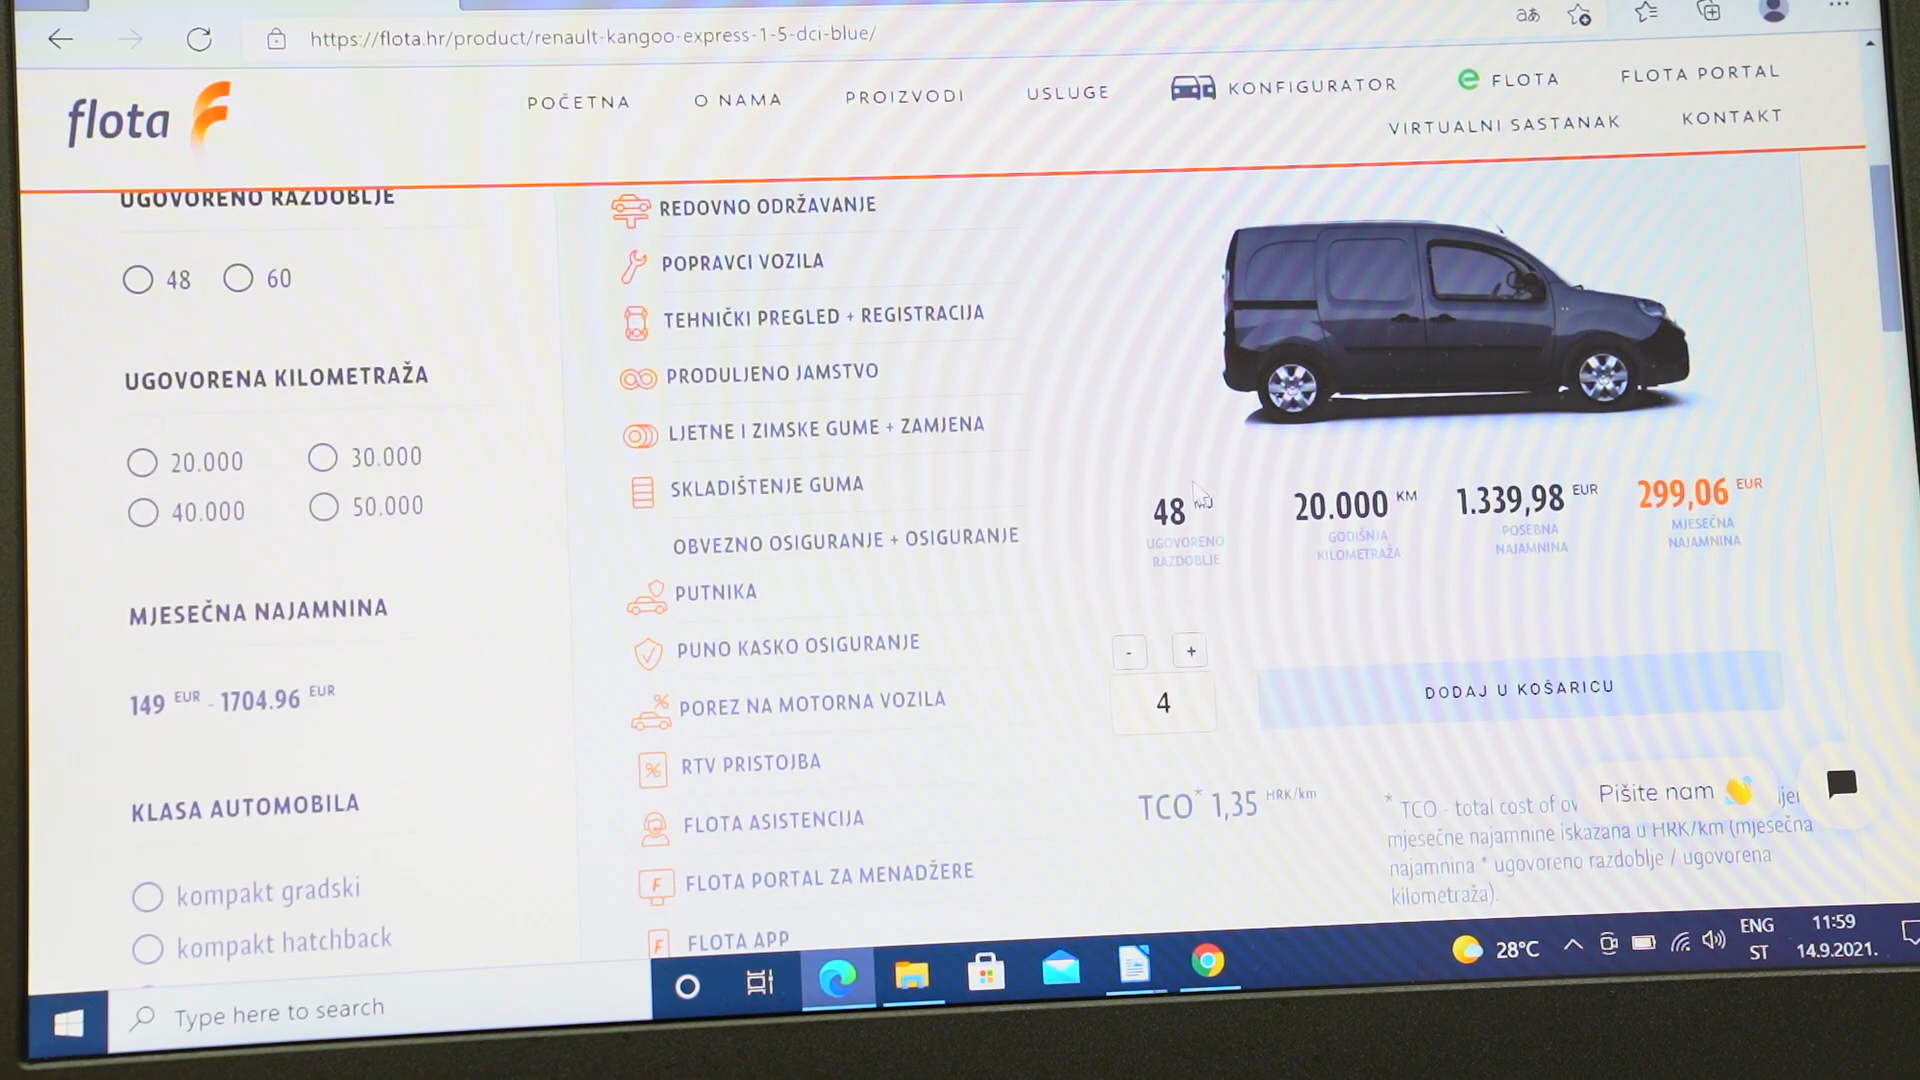 https://flota.hr/product/renault-kangoo-express-1-5-dci-blue/
flota
POČETNA
O NAMA
PROIZVODI
USLUGE
KONFIGURATOR
e FLOTA
FLOTA PORTAL
VIRTUALNI SASTANAK
KONTAKT
UGOVORENO RAZDOBLJE
48
60
UGOVORENA KILOMETRAŽA
20.000
30.000
40.000
50.000
MJESEČNA NAJAMNINA
149 EUR - 1704.96 EUR
KLASA AUTOMOBILA
kompakt gradski
kompakt hatchback
REDOVNO ODRŽAVANJE
POPRAVCI VOZILA
TEHNIČKI PREGLED + REGISTRACIJA
PRODULJENO JAMSTVO
LJETNE I ZIMSKE GUME + ZAMJENA
SKLADIŠTENJE GUMA
OBVEZNO OSIGURANJE + OSIGURANJE
PUTNIKA
PUNO KASKO OSIGURANJE
% POREZ NA MOTORNA VOZILA
% RTV PRISTOJBA
FLOTA ASISTENCIJA
F FLOTA PORTAL ZA MENADŽERE
F FLOTA APP
48
UGOVORENO
RAZDOBLJE
20.000 KM
GODIŠNJA
KILOMETRAŽA
1.339,98 EUR
POSEBNA
NAJAMNINA
299,06 EUR
MJESEČNA
NAJAMNINA
- +
4
DODAJ U KOŠARICU
TCO* 1,35 HRK/km
* TCO - total cost of
mjesečne najamnine iskazana u HRK/km (mjesečna
najamnina * ugovoreno razdoblje / ugovorena
kilometraža).
Pišite nam
Type here to search
28°C
ENG
ST
11:59
14.9.2021.